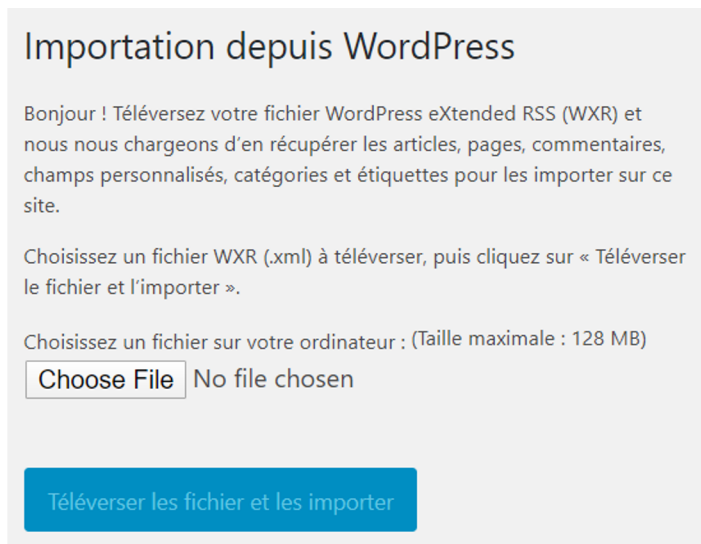 Importation depuis WordPress
Bonjour ! Téléversez votre fichier WordPress eXtended RSS (WXR) et
nous nous chargeons d’en récupérer les articles, pages, commentaires,
champs personnalisés, catégories et étiquettes pour les importer sur ce
site.
Choisissez un fichier WXR (.xml) à téléverser, puis cliquez sur « Téléverser
le fichier et l’importer ».
Choisissez un fichier sur votre ordinateur : (Taille maximale : 128 MB)
Choose File No file chosen
Téléverser les fichier et les importer